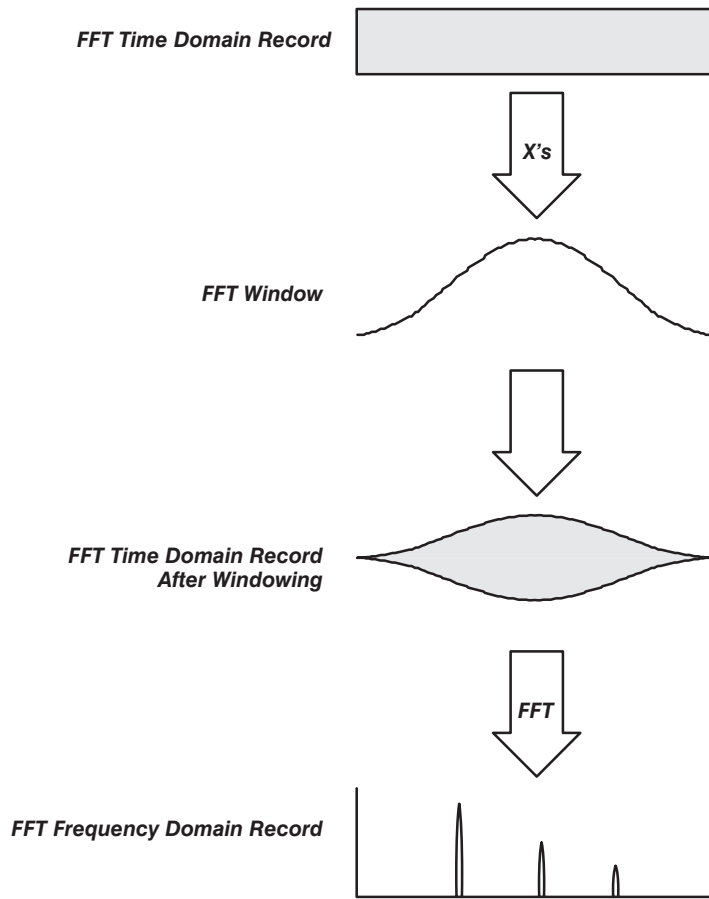 FFT Time Domain Record
X's
FFT Window
FFT Time Domain Record
After Windowing
FFT
FFT Frequency Domain Record